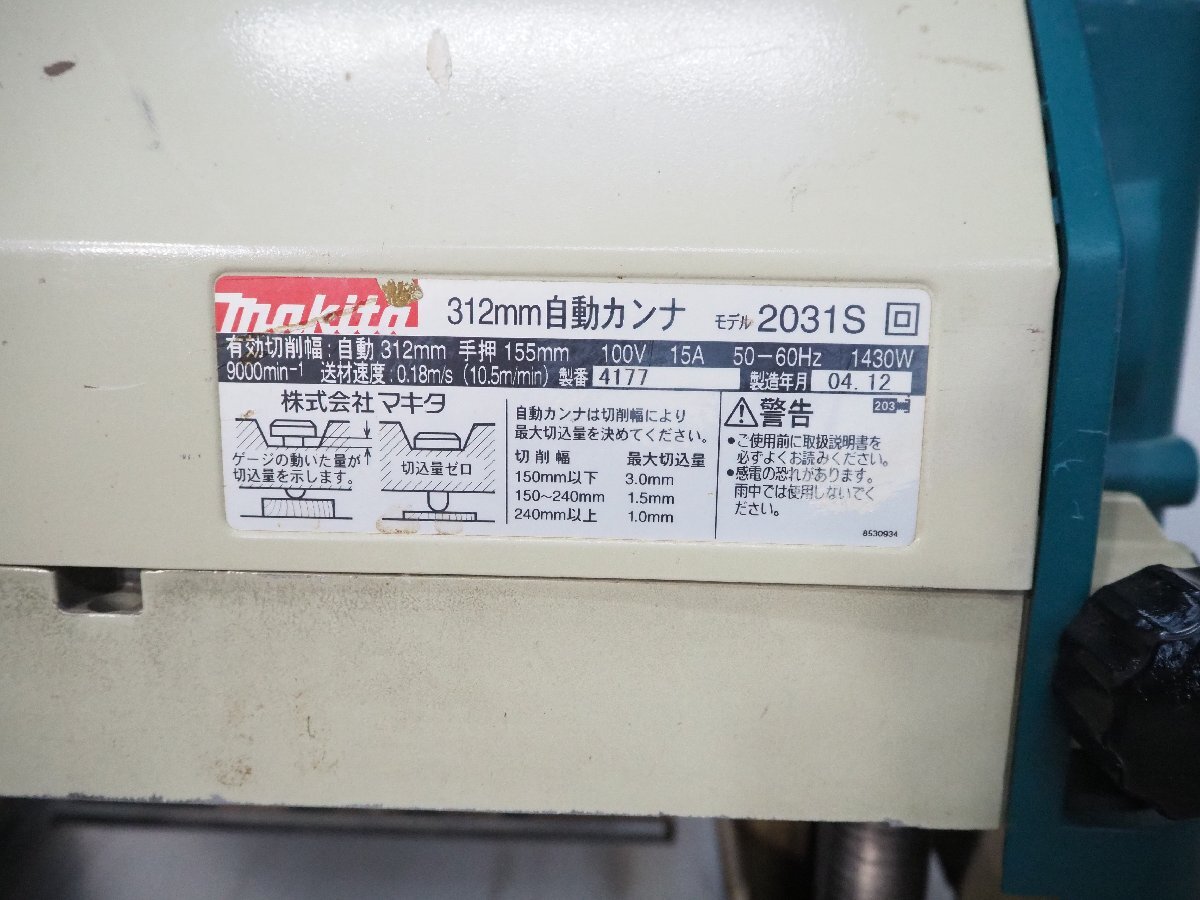 makita 312mm自動カンナ モデル 2031S
有効切削幅：自動 312mm 手押 155mm 100V 15A 50－60Hz 1430W
9000min⁻¹ 送材速度：0.18m/s (10.5m/min) 製番 4177 製造年月 04.12
株式会社 マキタ
ゲージの動いた量が
切込量を示します。
切込量ゼロ
自動カンナは切削幅により
最大切込量を決めてください。
切 削 幅 最大切込量
150mm以下 3.0mm
150～240mm 1.5mm
240mm以上 1.0mm
203
警告
●ご使用前に取扱説明書を
必ずよくお読みください。
●感電の恐れがあります。
雨中では使用しないでく
ださい。
8530934